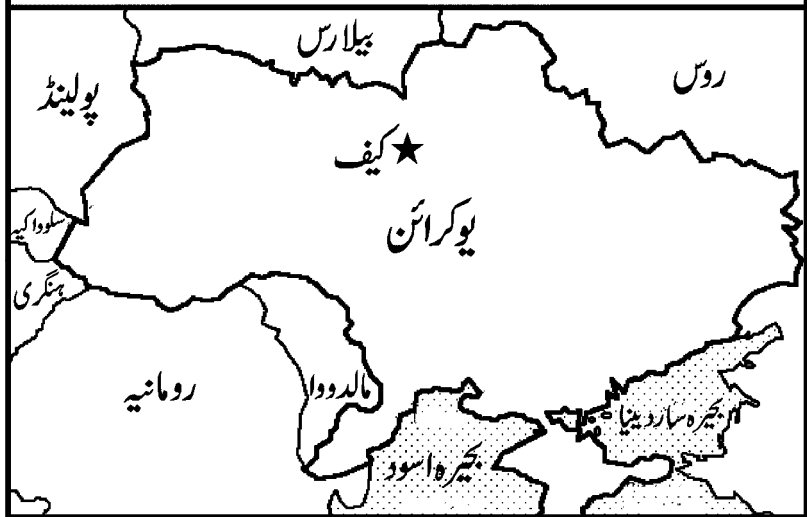 بیلارس
روس
پولینڈ
کیف
یوکرائن
سلوواکیہ
ہنگری
رومانیہ
مالدووا
بحیرہ ساردینیا
بحیرہ اسود